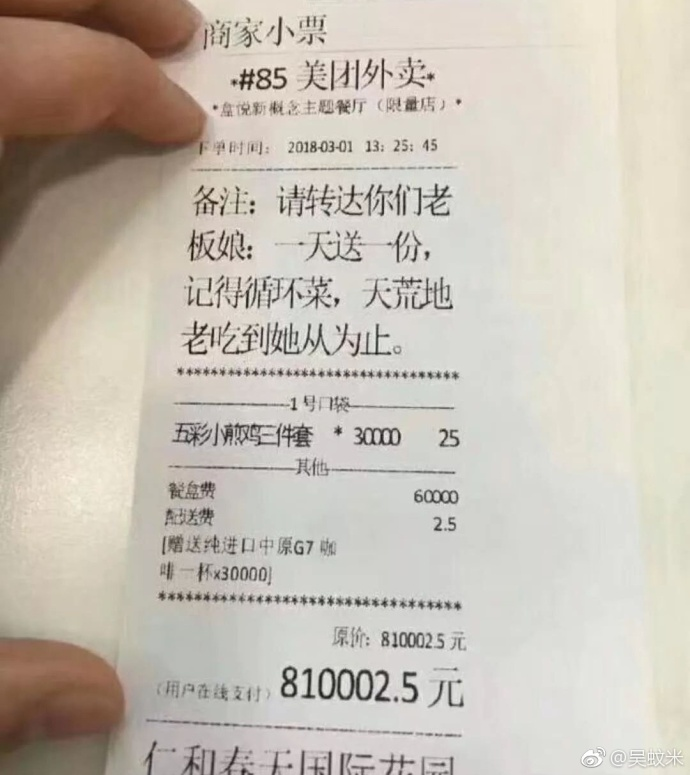 商家小票
*#85 美团外卖*
*盒悦新概念主题餐厅（限量店）*
下单时间： 2018-03-01 13：25：45
备注：请转达你们老
板娘：一天送一份，
记得循环菜，天荒地
老吃到她从为止。
*********************************
1号口袋
五彩小煎鸡三件套 * 30000 25
其他
餐盒费 60000
配送费 2.5
[赠送纯进口中原G7 咖
啡一杯x30000]
*********************************
原价：810002.5 元
（用户在线支付）810002.5 元
仁和春天国际花园
@吴蚊米